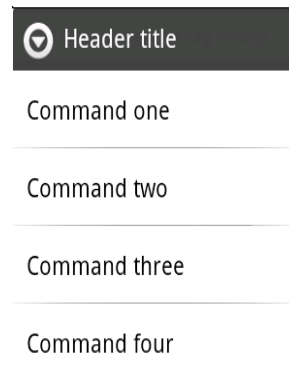 Header title
Command one
Command two
Command three
Command four